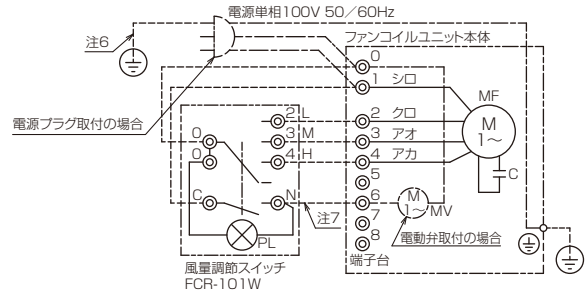 電源単相100V 50／60Hz
注6
ファンコイルユニット本体
0
1 シロ
MF
電源プラグ取付の場合
2 L
2 クロ
M
1～
0
3 M
3 アオ
0
4 H
4 アカ
C
5
C
N
6
M
1～
MV
注7
7
PL
8
電動弁取付の場合
端子台
風量調節スイッチ
FCR-101W